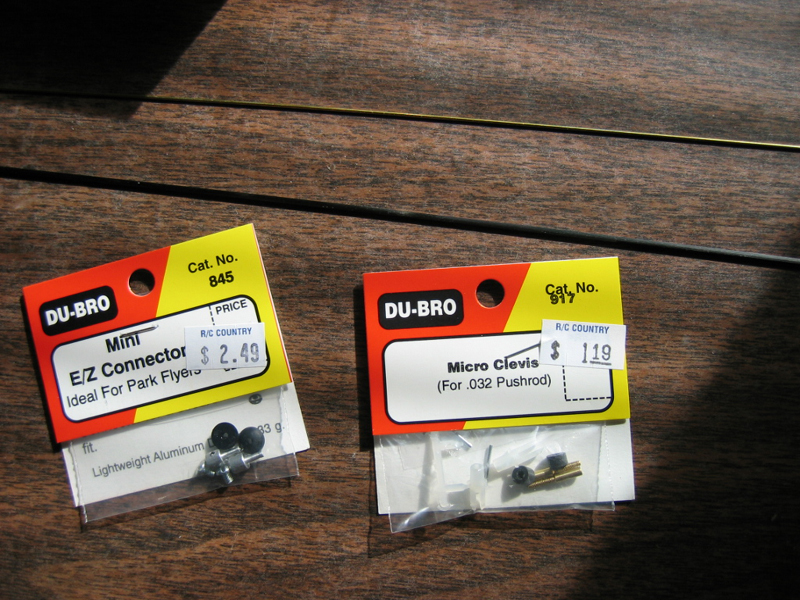 Cat. No.
845
DU-BRO
PRICE
Mini
R/C COUNTRY
$ 2.49
E/Z Connector
Ideal For Park Flyers
fit.
Lightweight Aluminum
33 g.
Cat. No.
917
DU-BRO
R/C COUNTRY
$ 119
Micro Clevis
(For .032 Pushrod)